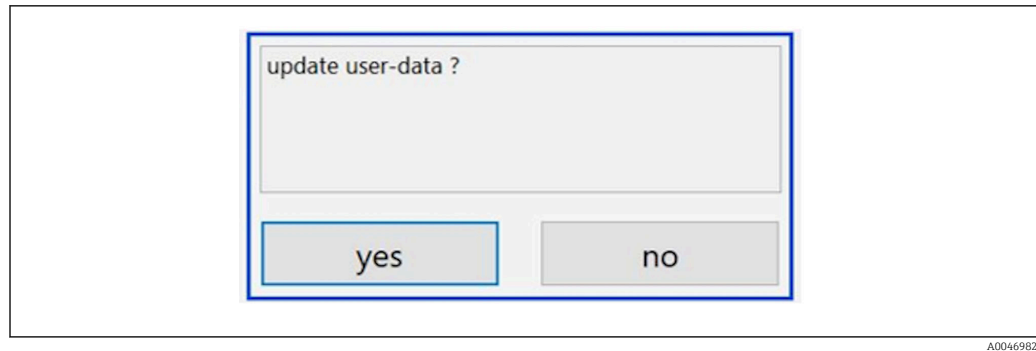 update user-data ?
yes
no
A0046982